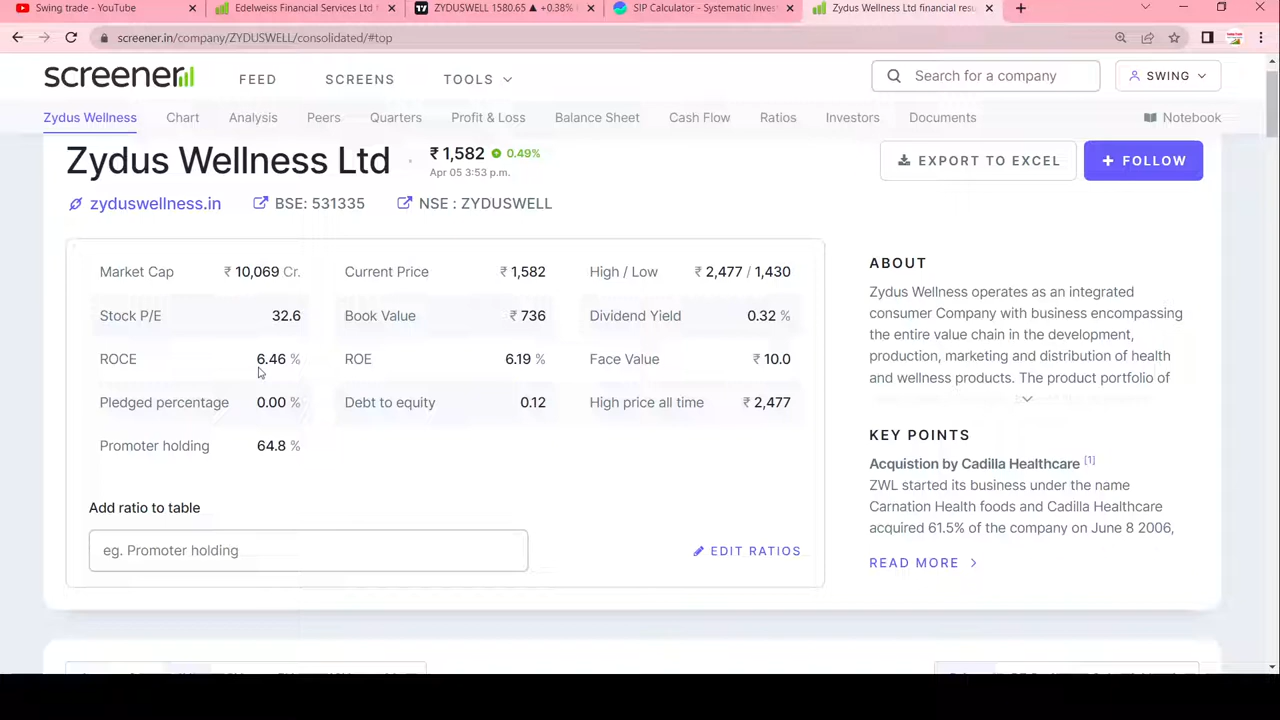 Swing trade - YouTube
Edelweiss Financial Services Ltd f
ZYDUSWELL 1580.65 ▲ +0.38%
SIP Calculator - Systematic Inves
Zydus Wellness Ltd financial resu
screener.in/company/ZYDUSWELL/consolidated/#top
screener
FEED
SCREENS
TOOLS
Search for a company
SWING
Zydus Wellness
Chart
Analysis
Peers
Quarters
Profit & Loss
Balance Sheet
Cash Flow
Ratios
Investors
Documents
Notebook
Zydus Wellness Ltd
₹ 1,582
0.49%
Apr 05 3:53 p.m.
EXPORT TO EXCEL
+ FOLLOW
zyduswellness.in
BSE: 531335
NSE : ZYDUSWELL
Market Cap ₹ 10,069 Cr.
Current Price ₹ 1,582
High / Low ₹ 2,477 / 1,430
Stock P/E 32.6
Book Value ₹ 736
Dividend Yield 0.32 %
ROCE 6.46 %
ROE 6.19 %
Face Value ₹ 10.0
Pledged percentage 0.00 %
Debt to equity 0.12
High price all time ₹ 2,477
Promoter holding 64.8 %
Add ratio to table
eg. Promoter holding
EDIT RATIOS
ABOUT
Zydus Wellness operates as an integrated
consumer Company with business encompassing
the entire value chain in the development,
production, marketing and distribution of health
and wellness products. The product portfolio of
KEY POINTS
Acquistion by Cadilla Healthcare [1]
ZWL started its business under the name
Carnation Health foods and Cadilla Healthcare
acquired 61.5% of the company on June 8 2006,
READ MORE